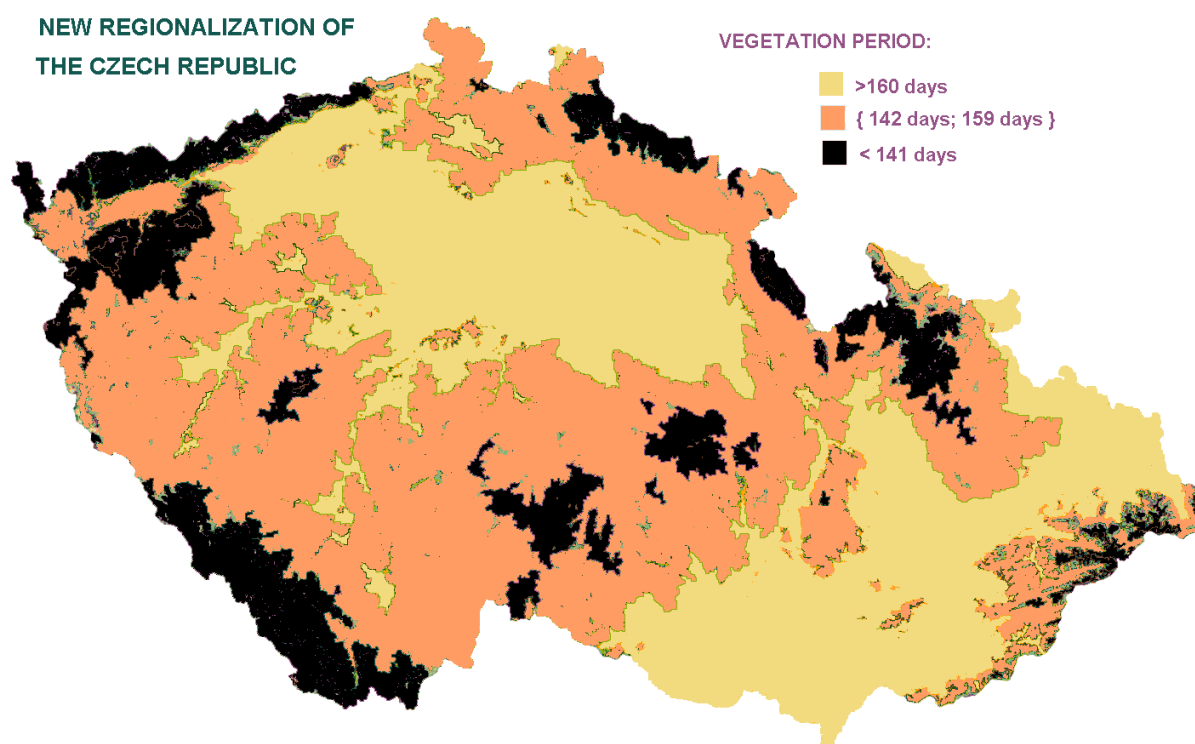 NEW REGIONALIZATION OF
THE CZECH REPUBLIC
VEGETATION PERIOD:
>160 days
{ 142 days; 159 days }
< 141 days